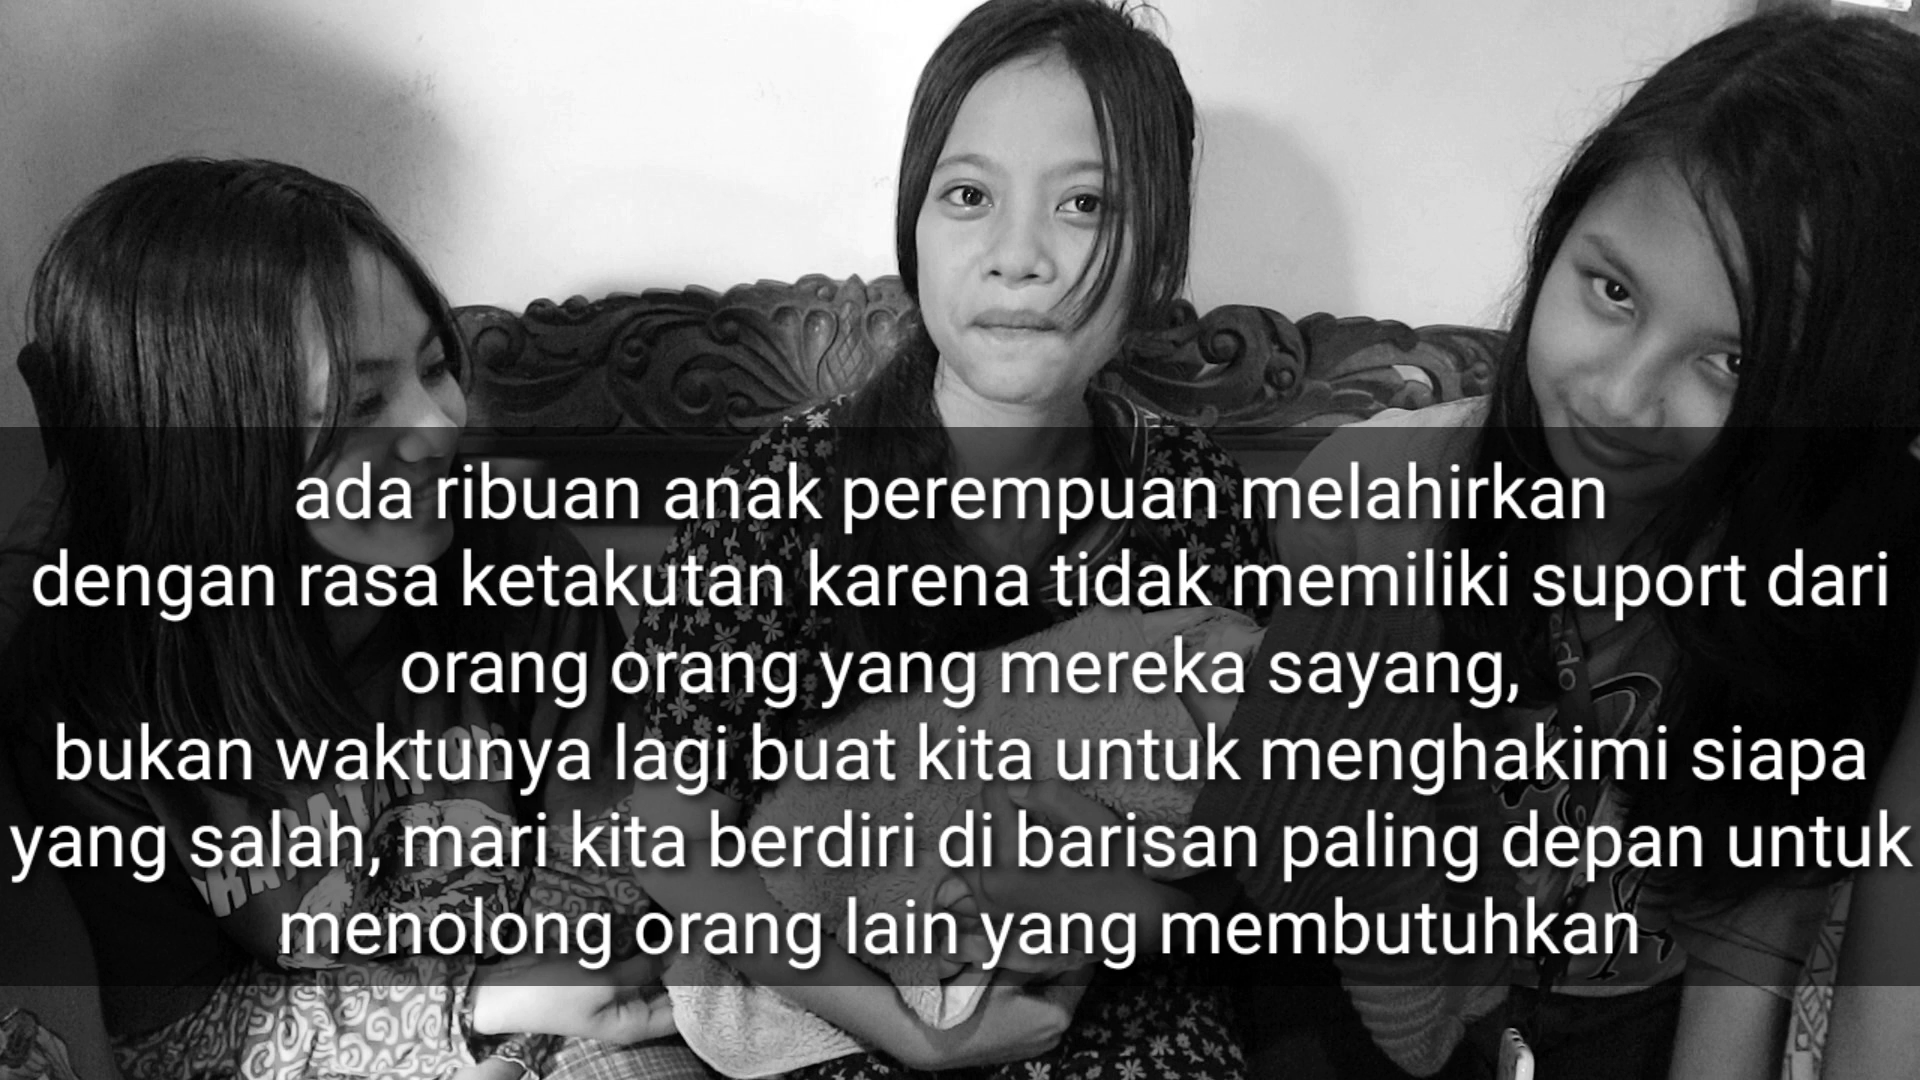 ada ribuan anak perempuan melahirkan
dengan rasa ketakutan karena tidak memiliki suport dari
orang orang yang mereka sayang,
bukan waktunya lagi buat kita untuk menghakimi siapa
yang salah, mari kita berdiri di barisan paling depan untuk
menolong orang lain yang membutuhkan